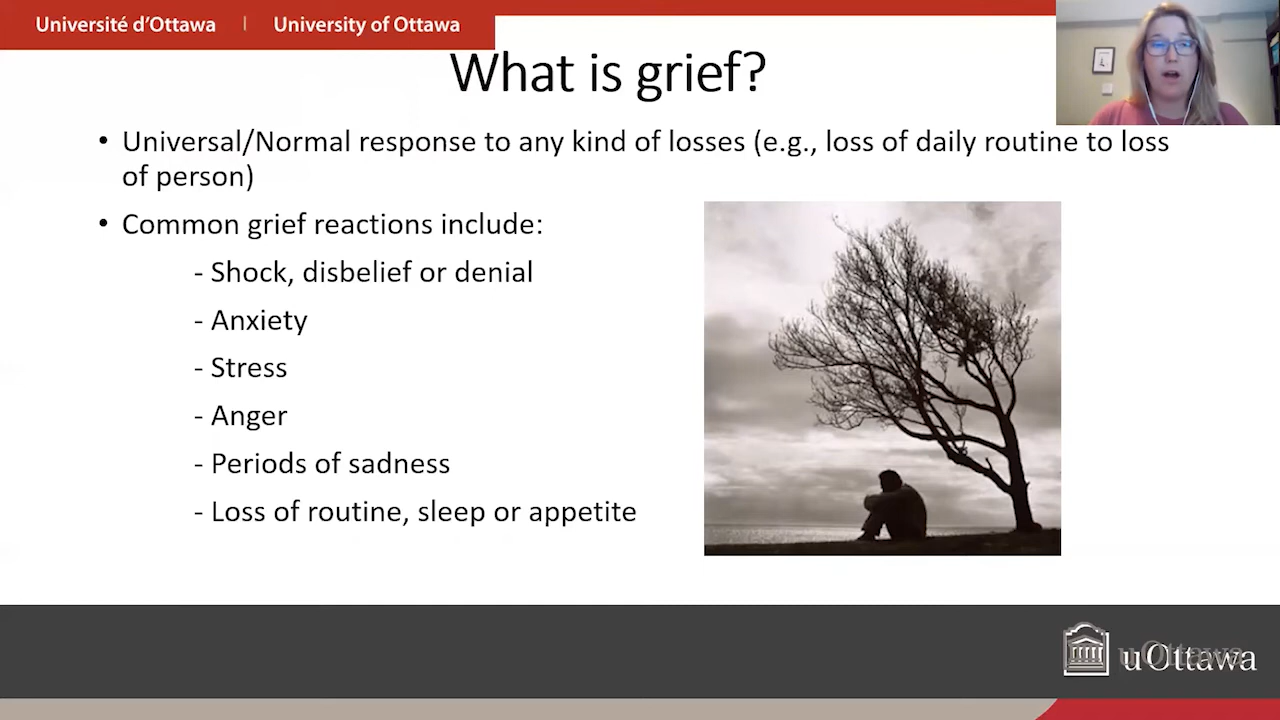 Université d'Ottawa | University of Ottawa
What is grief?
• Universal/Normal response to any kind of losses (e.g., loss of daily routine to loss
of person)
• Common grief reactions include:
- Shock, disbelief or denial
- Anxiety
- Stress
- Anger
- Periods of sadness
- Loss of routine, sleep or appetite
uOttawa
uOttawa